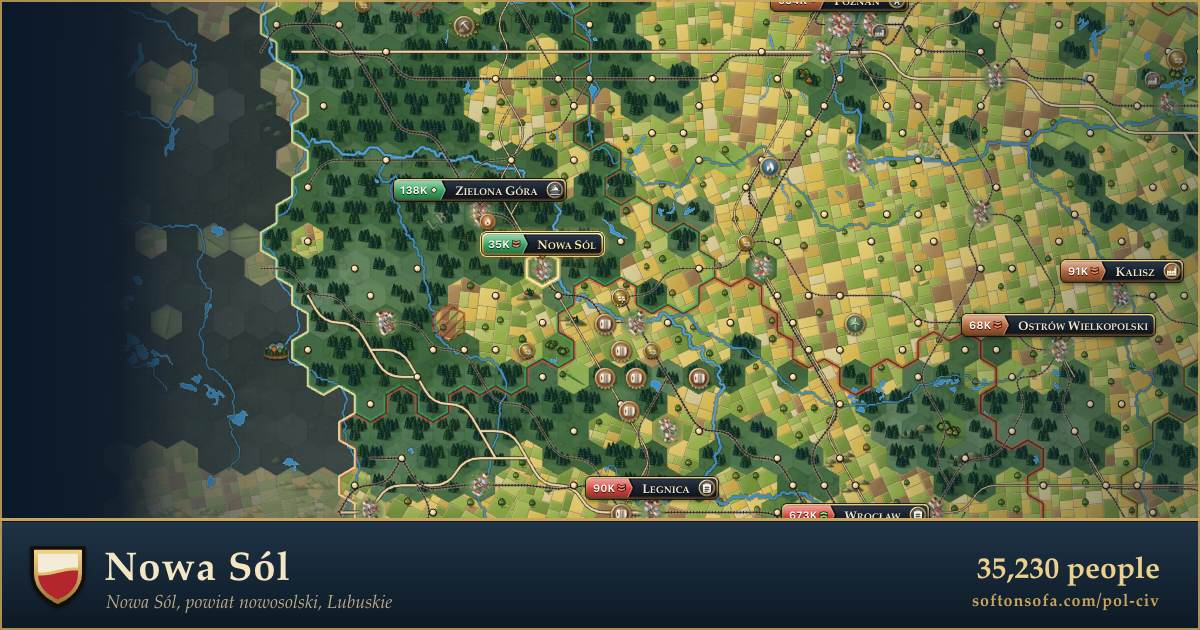 POZNAŃ
138K ZIELONA GÓRA
35K NOWA SÓL
91K KALISZ
68K OSTRÓW WIELKOPOLSKI
90K LEGNICA
673K WROCŁAW
Nowa Sól
Nowa Sól, powiat nowosolski, Lubuskie
35,230 people
softonsofa.com/pol-civ